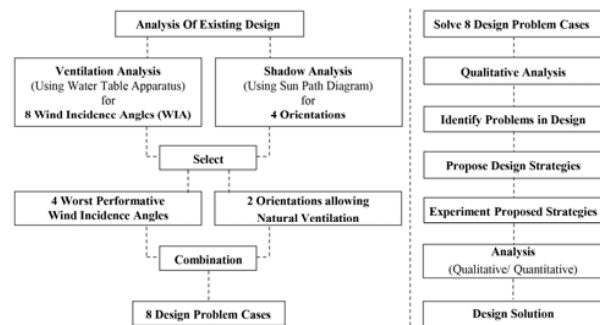 Analysis Of Existing Design
Ventilation Analysis
(Using Water Table Apparatus)
for
8 Wind Incidence Angles (WIA)
Shadow Analysis
(Using Sun Path Diagram)
for
4 Orientations
Select
4 Worst Performative
Wind Incidence Angles
2 Orientations allowing
Natural Ventilation
Combination
8 Design Problem Cases
Solve 8 Design Problem Cases
Qualitative Analysis
Identify Problems in Design
Propose Design Strategies
Experiment Proposed Strategies
Analysis
(Qualitative/ Quantitative)
Design Solution